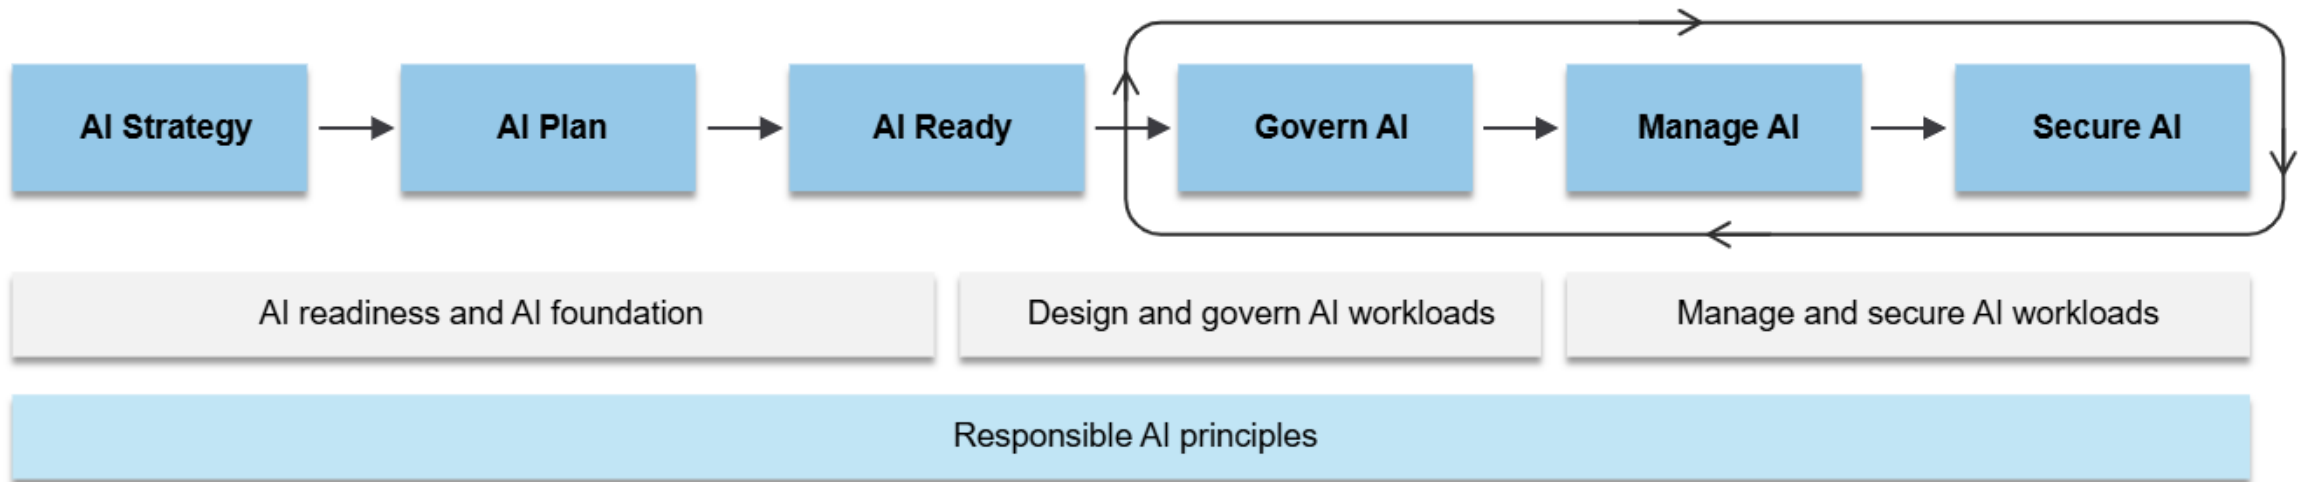 AI Strategy
AI Plan
AI Ready
Govern AI
Manage AI
Secure AI
AI readiness and AI foundation
Design and govern AI workloads
Manage and secure AI workloads
Responsible AI principles